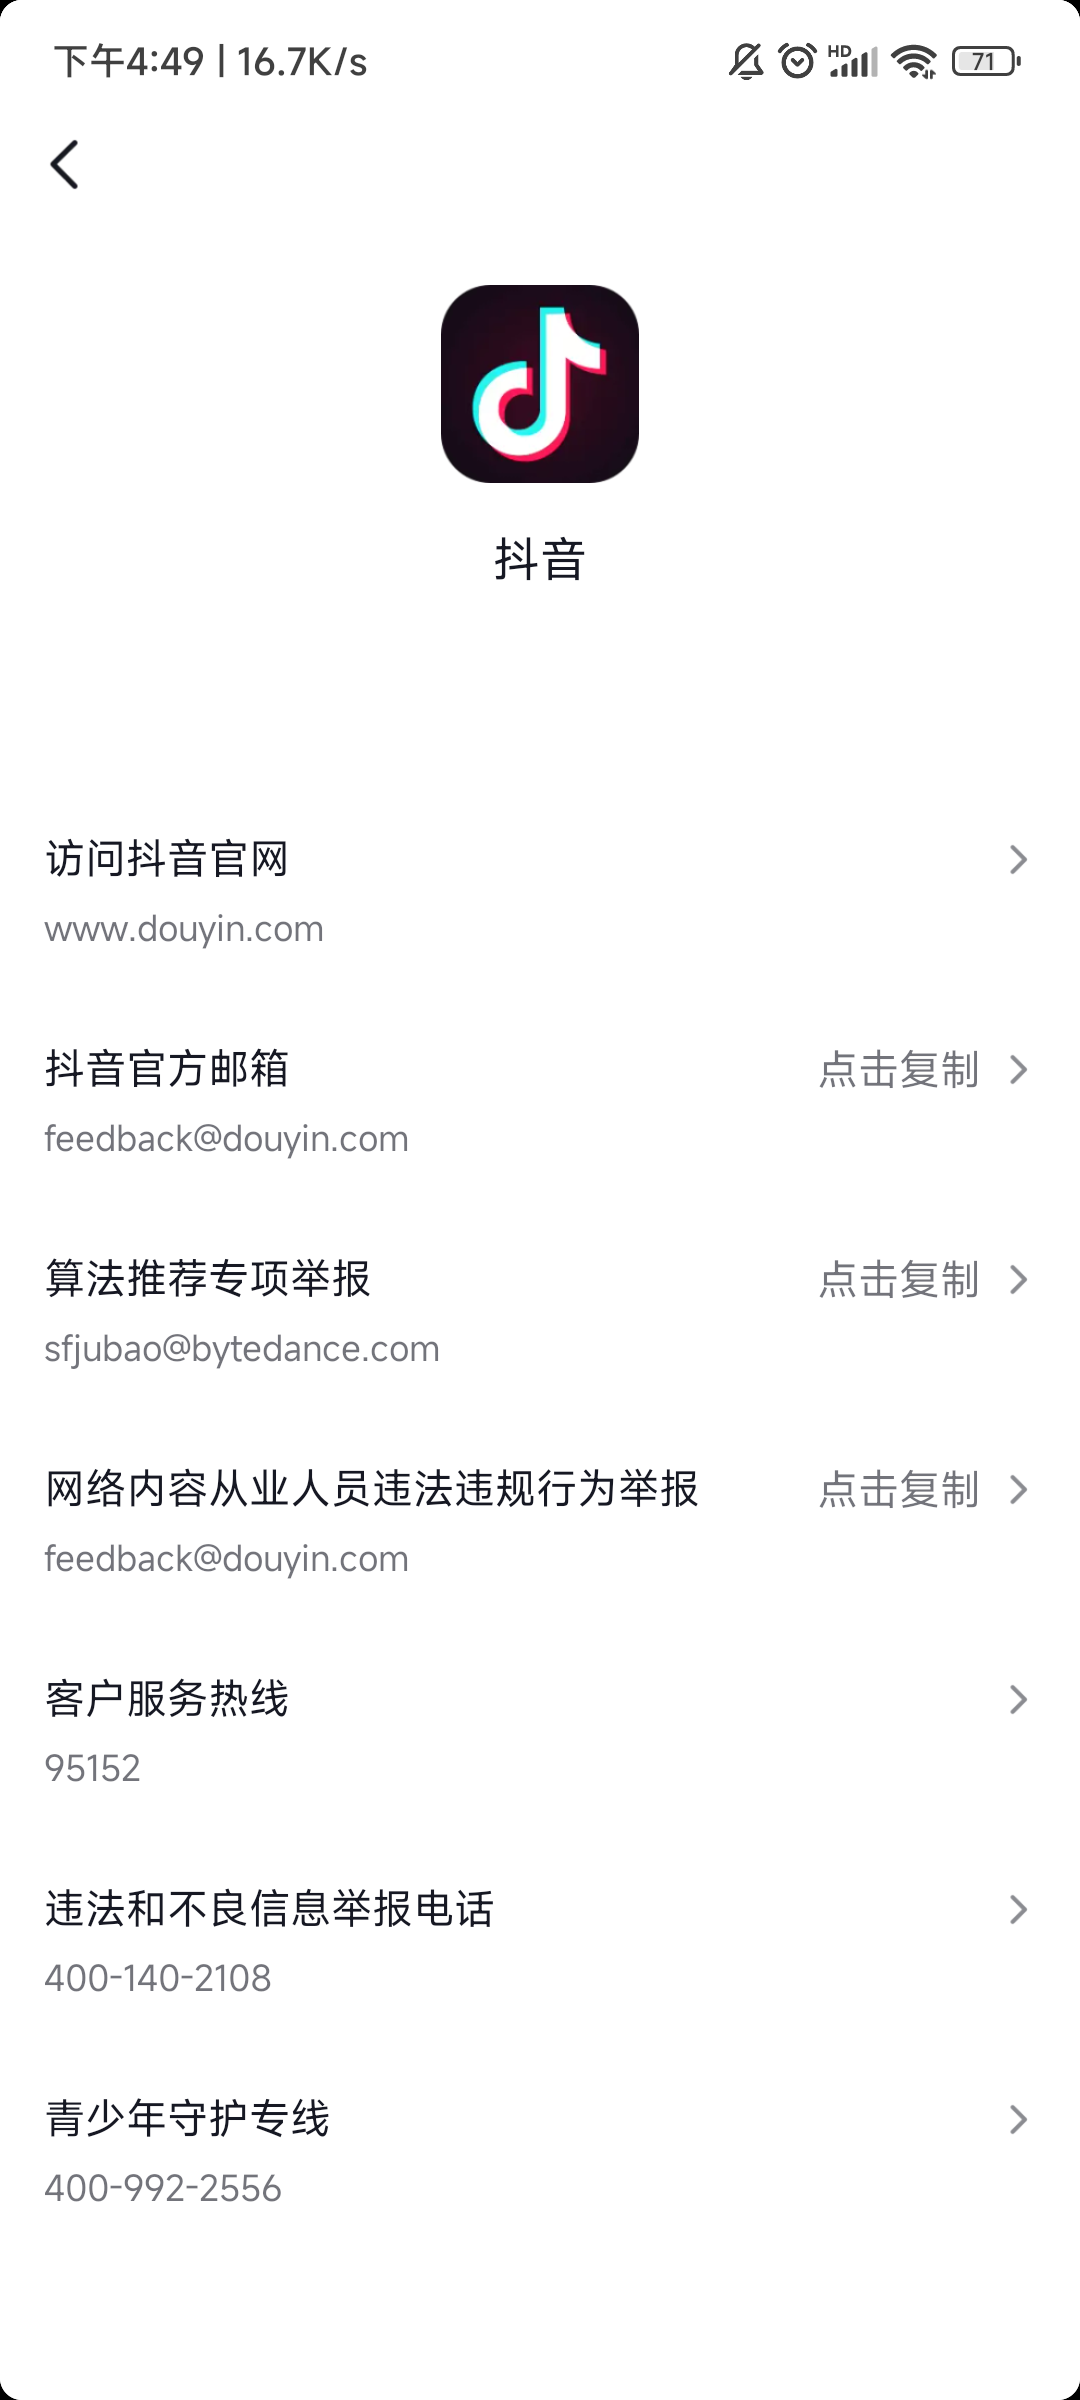 下午4:49 | 16.7K/s
HD
71
抖音
访问抖音官网
www.douyin.com
抖音官方邮箱
点击复制
feedback@douyin.com
算法推荐专项举报
点击复制
sfjubao@bytedance.com
网络内容从业人员违法违规行为举报
点击复制
feedback@douyin.com
客户服务热线
95152
违法和不良信息举报电话
400-140-2108
青少年守护专线
400-992-2556